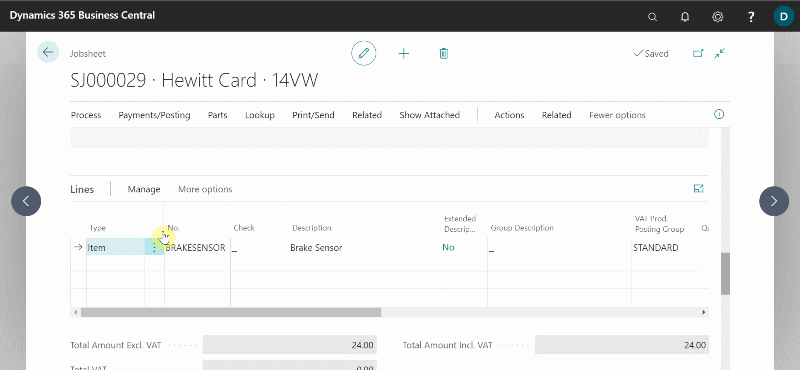 Dynamics 365 Business Central
?
D
Jobsheet
Saved
SJ000029 · Hewitt Card · 14VW
Process Payments/Posting Parts Lookup Print/Send Related Show Attached Actions Related Fewer options
Lines Manage More options
Type No. Check Description Extended Descrip... Group Description VAT Prod. Posting Group
Item BRAKESENSOR _ Brake Sensor No _ STANDARD
Total Amount Excl. VAT 24.00 Total Amount Incl. VAT 24.00
Total VAT 0.00